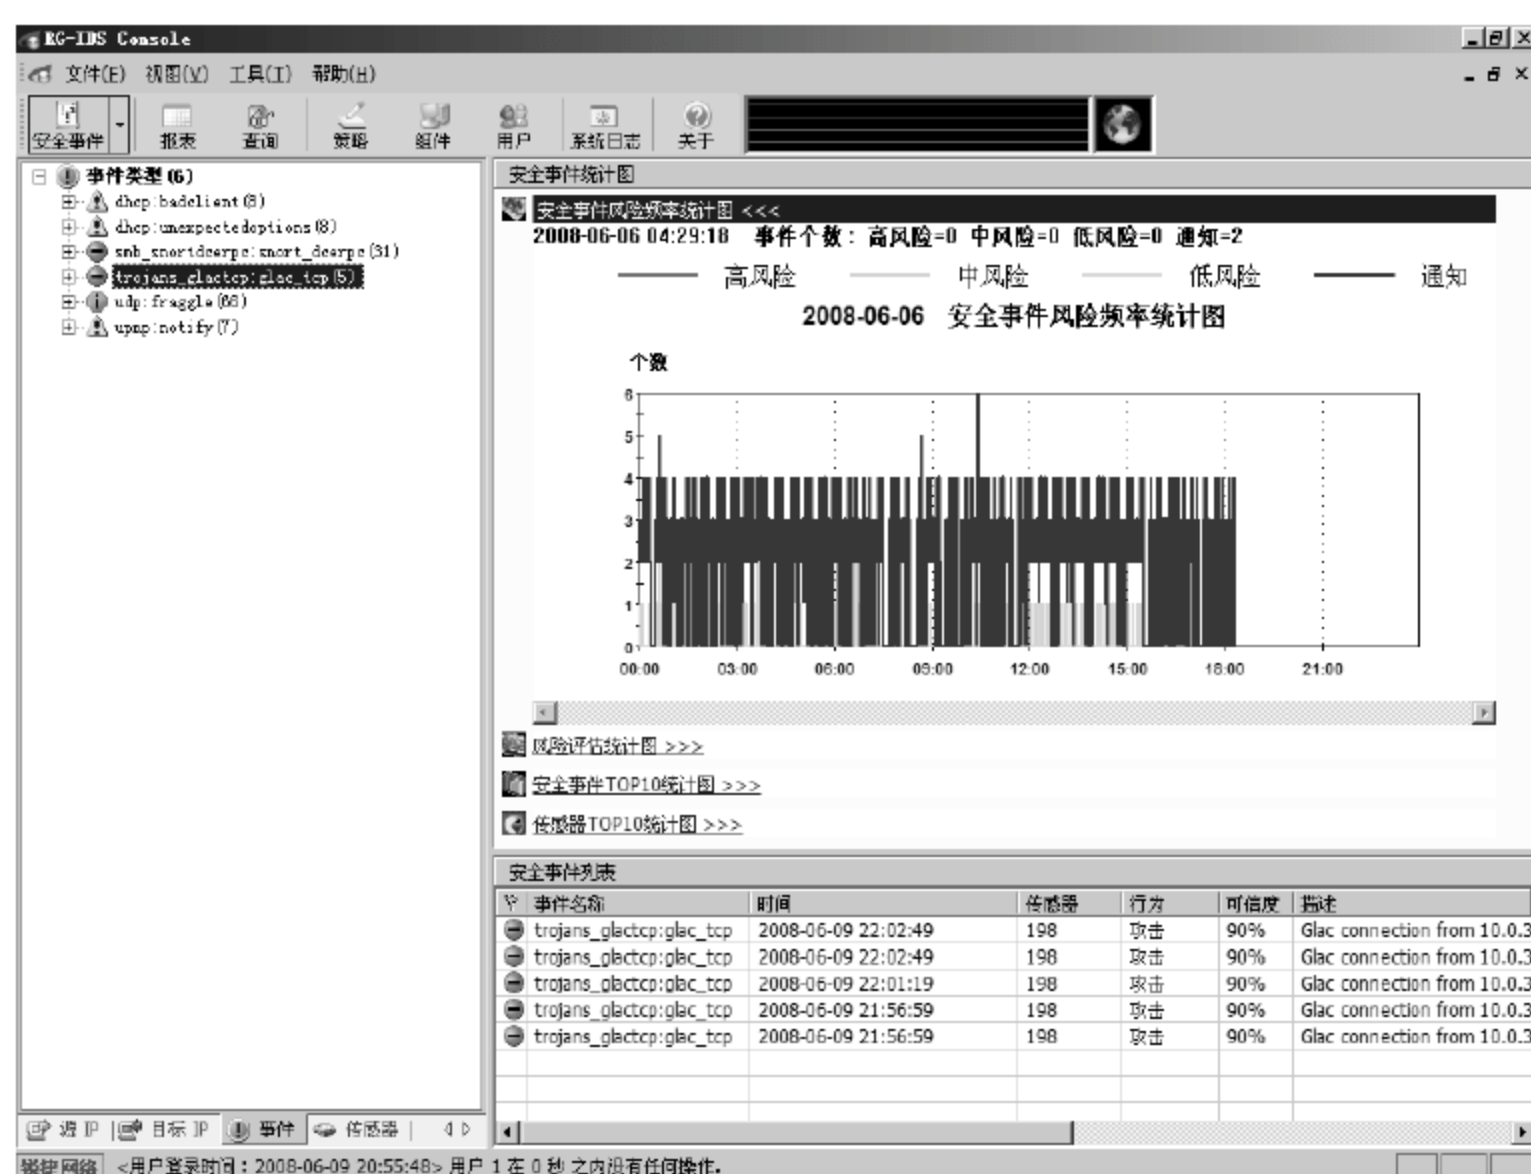 RG-IDS Console
文件(F) 视图(V) 工具(T) 帮助(H)
安全事件 报表 查询 策略 组件 用户 系统日志 关于
事件类型(6)
dhcp:badclient(8)
dhcp:unexpectedoptions(8)
smb_snortdcerpc:snort_dcerpc(31)
trojans_glactcp:glac_tcp(5)
udp:fraggle(66)
upnp:notify(7)
安全事件统计图
安全事件风险频率统计图 <<<
2008-06-06 04:29:18 事件个数: 高风险=0 中风险=0 低风险=0 通知=2
高风险 中风险 低风险 通知
2008-06-06 安全事件风险频率统计图
个数
6
5
4
3
2
1
0
00:00 03:00 06:00 09:00 12:00 15:00 18:00 21:00
风险评估统计图 >>>
安全事件TOP10统计图 >>>
传感器TOP10统计图 >>>
安全事件列表
事件名称 时间 传感器 行为 可信度 描述
trojans_glactcp:glac_tcp 2008-06-09 22:02:49 198 攻击 90% Glac connection from 10.0.3
trojans_glactcp:glac_tcp 2008-06-09 22:02:49 198 攻击 90% Glac connection from 10.0.3
trojans_glactcp:glac_tcp 2008-06-09 22:01:19 198 攻击 90% Glac connection from 10.0.3
trojans_glactcp:glac_tcp 2008-06-09 21:56:59 198 攻击 90% Glac connection from 10.0.3
trojans_glactcp:glac_tcp 2008-06-09 21:56:59 198 攻击 90% Glac connection from 10.0.3
源 IP 目标 IP 事件 传感器
锐捷网络 <用户登录时间:2008-06-09 20:55:48> 用户 1 在 0 秒 之内没有任何操作.